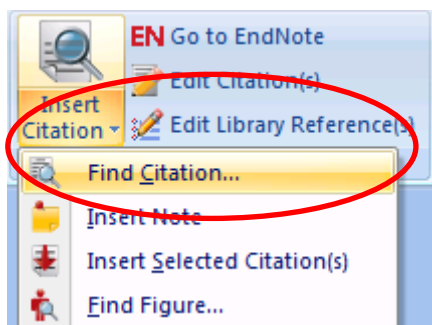 EN Go to EndNote
Edit Citation(s)
Insert
Citation
Edit Library Reference(s)
Find Citation...
Insert Note
Insert Selected Citation(s)
Find Figure...